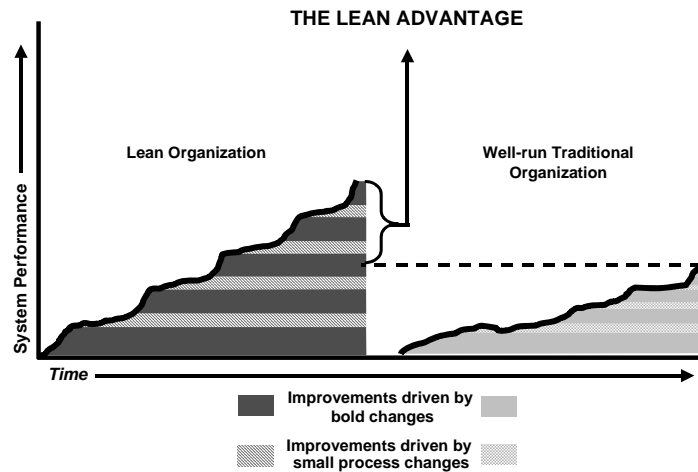 THE LEAN ADVANTAGE
Lean Organization
Well-run Traditional
Organization
System Performance
Time
Improvements driven by
bold changes
Improvements driven by
small process changes